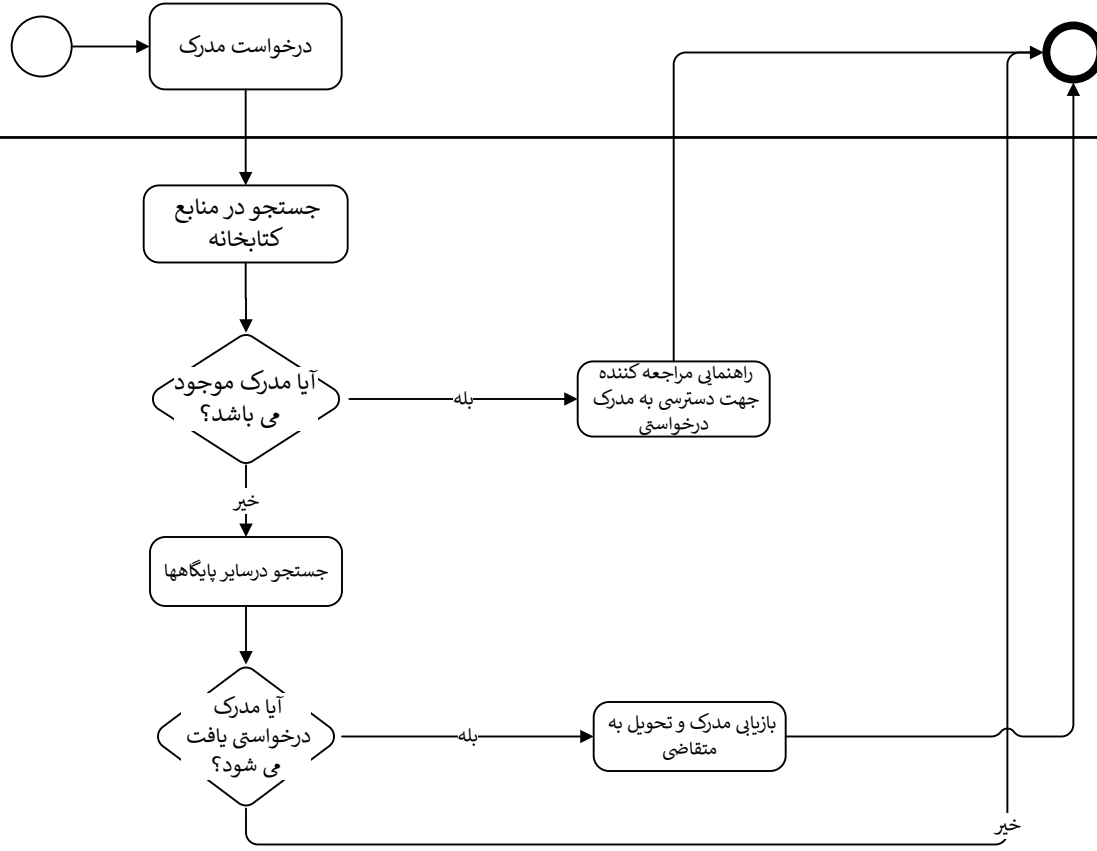 درخواست مدرک
جستجو در منابع
کتابخانه
آیا مدرک موجود
می باشد؟
بله
راهنمایی مراجعه کننده
جهت دسترسی به مدرک
درخواستی
خیر
جستجو درسایر پایگاهها
آیا مدرک
درخواستی یافت
می شود؟
بله
بازیابی مدرک و تحویل به
متقاضی
خیر